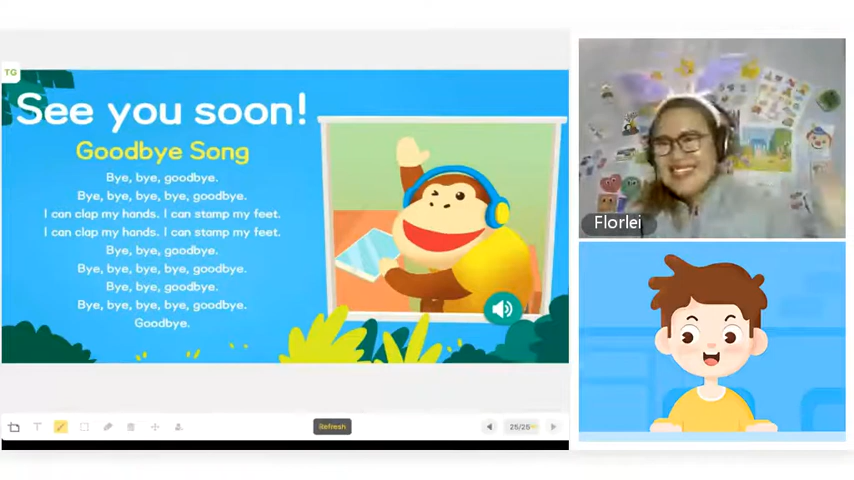 TG
See you soon!
Goodbye Song
Bye, bye, goodbye.
Bye, bye, bye, bye, goodbye.
I can clap my hands. I can stamp my feet.
I can clap my hands. I can stamp my feet.
Bye, bye, goodbye.
Bye, bye, bye, bye, goodbye.
Bye, bye, goodbye.
Bye, bye, bye, bye, goodbye.
Goodbye.
Florlei
T
Refresh
25/25